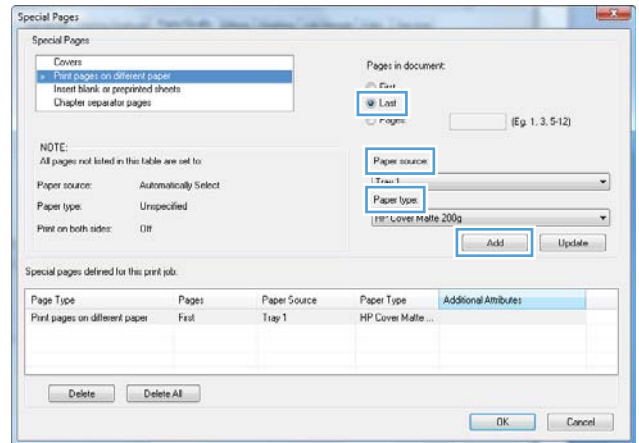 Special Pages
Special Pages
Covers
Print pages on different paper
Insert blank or preprinted sheets
Chapter separator pages
Pages in document:
First
Last
Pages:
(Eg. 1, 3, 5-12)
NOTE:
All pages not listed in this table are set to:
Paper source: Automatically Select
Paper type: Unspecified
Print on both sides: Off
Paper source:
Tray 1
Paper type:
HP Cover Matte 200g
Add Update
Special pages defined for this print job:
Page Type Pages Paper Source Paper Type Additional Attributes
Print pages on different paper First Tray 1 HP Cover Matte ...
Delete Delete All
OK Cancel